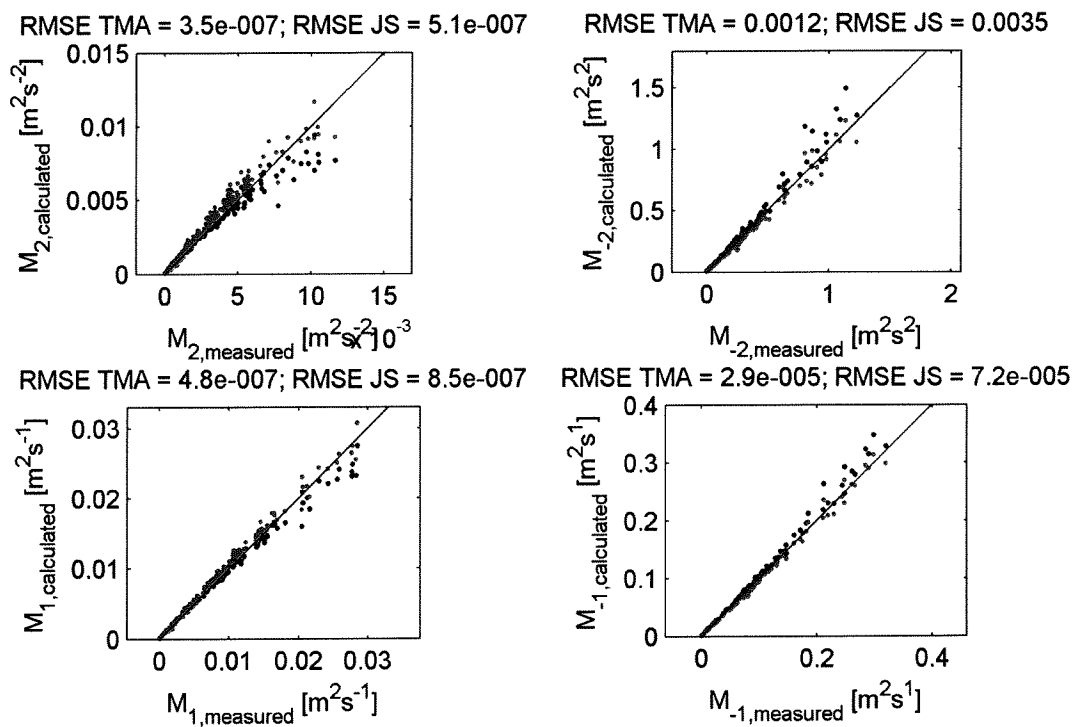 RMSE TMA = 3.5e-007; RMSE JS = 5.1e-007
0.015
0.01
0.005
0
M2,calculated [m²s⁻²]
0 5 10 15
M2,measured [m²s⁻²] x 10⁻³
RMSE TMA = 0.0012; RMSE JS = 0.0035
1.5
1
0.5
0
M-2,calculated [m²s²]
0 1 2
M-2,measured [m²s²]
RMSE TMA = 4.8e-007; RMSE JS = 8.5e-007
0.03
0.02
0.01
0
M1,calculated [m²s⁻¹]
0 0.01 0.02 0.03
M1,measured [m²s⁻¹]
RMSE TMA = 2.9e-005; RMSE JS = 7.2e-005
0.4
0.3
0.2
0.1
0
M-1,calculated [m²s¹]
0 0.2 0.4
M-1,measured [m²s¹]